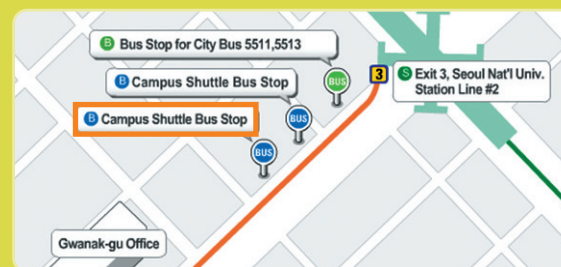 B Bus Stop for City Bus 5511,5513
B Campus Shuttle Bus Stop
BUS
3
S Exit 3, Seoul Nat'l Univ.
Station Line #2
B Campus Shuttle Bus Stop
BUS
BUS
Gwanak-gu Office